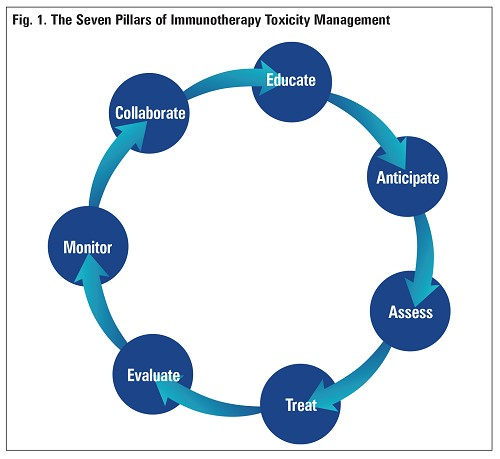 Fig. 1. The Seven Pillars of Immunotherapy Toxicity Management
Educate
Anticipate
Assess
Treat
Evaluate
Monitor
Collaborate